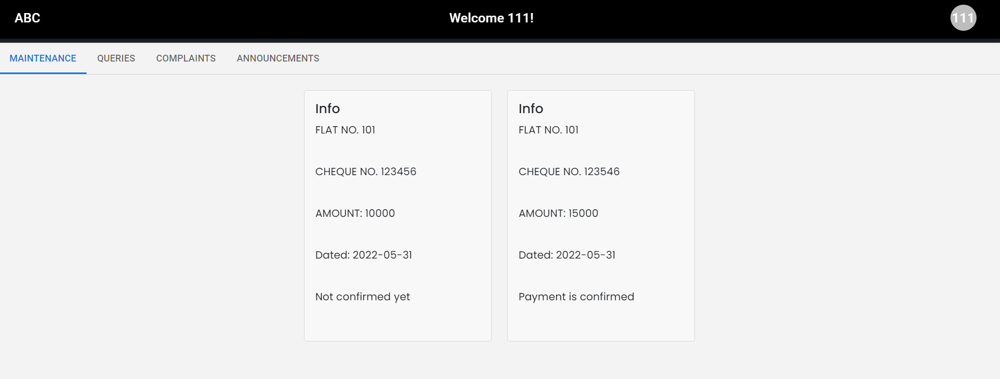 ABC
Welcome 111!
111
MAINTENANCE
QUERIES
COMPLAINTS
ANNOUNCEMENTS
Info
FLAT NO. 101
CHEQUE NO. 123456
AMOUNT: 10000
Dated: 2022-05-31
Not confirmed yet
Info
FLAT NO. 101
CHEQUE NO. 123546
AMOUNT: 15000
Dated: 2022-05-31
Payment is confirmed